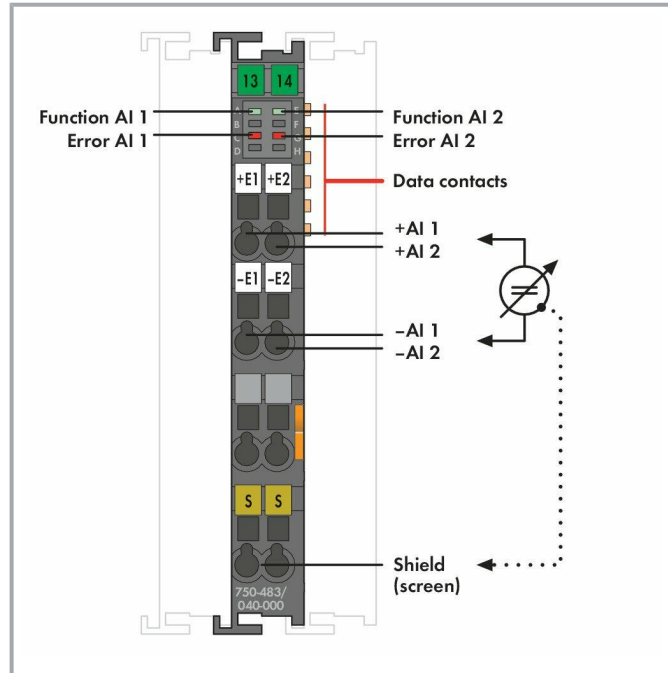 13 14
Function AI 1
Function AI 2
A E
B F
Error AI 1
Error AI 2
C G
D H
+E1 +E2
Data contacts
+AI 1
+AI 2
–E1 –E2
–AI 1
–AI 2
S S
Shield
(screen)
750-483/
040-000